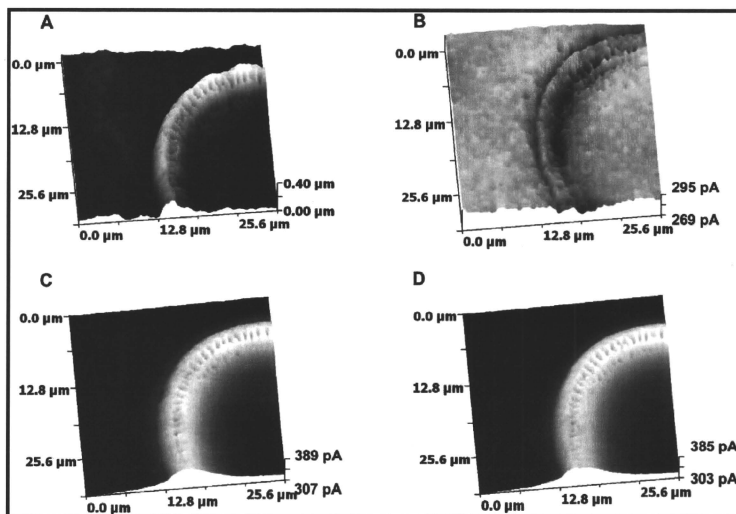 A
0.0 µm
12.8 µm
25.6 µm
0.40 µm
0.00 µm
0.0 µm
12.8 µm
25.6 µm
B
0.0 µm
12.8 µm
25.6 µm
295 pA
269 pA
0.0 µm
12.8 µm
25.6 µm
C
0.0 µm
12.8 µm
25.6 µm
389 pA
307 pA
0.0 µm
12.8 µm
25.6 µm
D
0.0 µm
12.8 µm
25.6 µm
385 pA
303 pA
0.0 µm
12.8 µm
25.6 µm